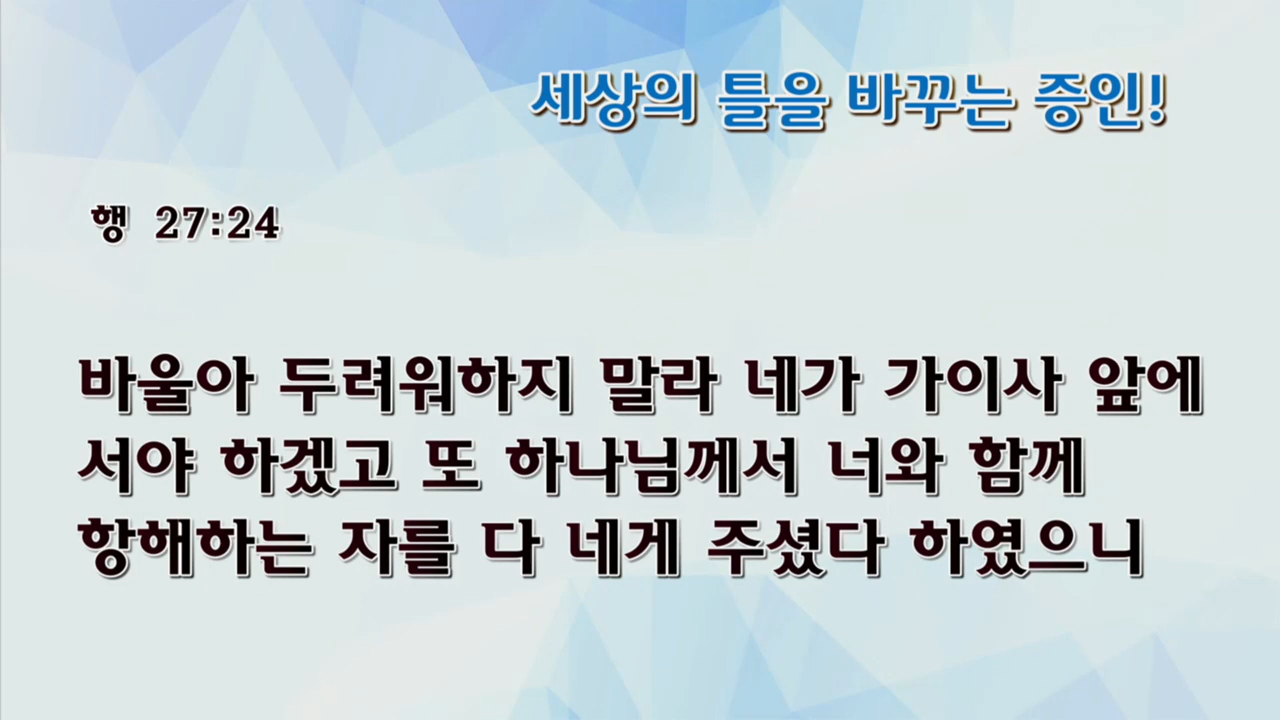 세상의 틀을 바꾸는 증인!
행 27:24
바울아 두려워하지 말라 네가 가이사 앞에
서야 하겠고 또 하나님께서 너와 함께
항해하는 자를 다 네게 주셨다 하였으니